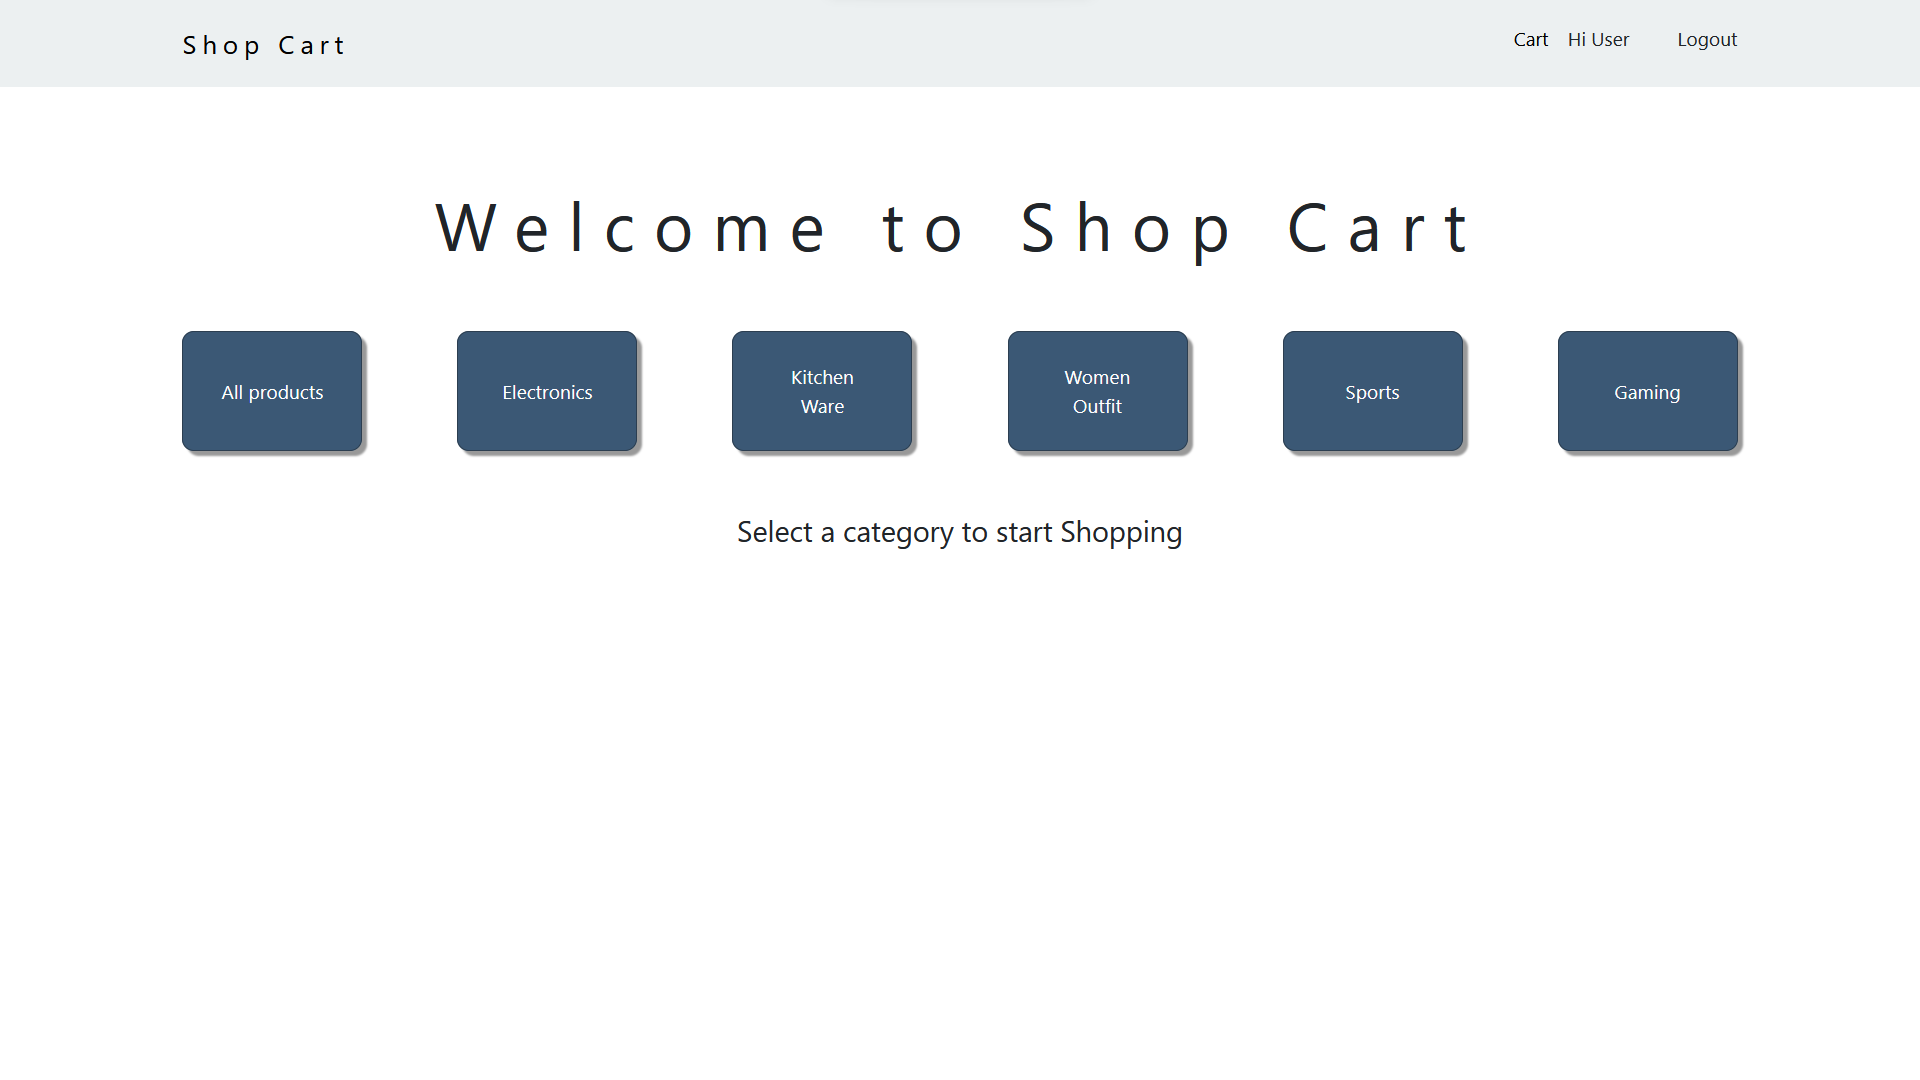 Shop Cart
Cart Hi User Logout
Welcome to Shop Cart
All products
Electronics
Kitchen
Ware
Women
Outfit
Sports
Gaming
Select a category to start Shopping